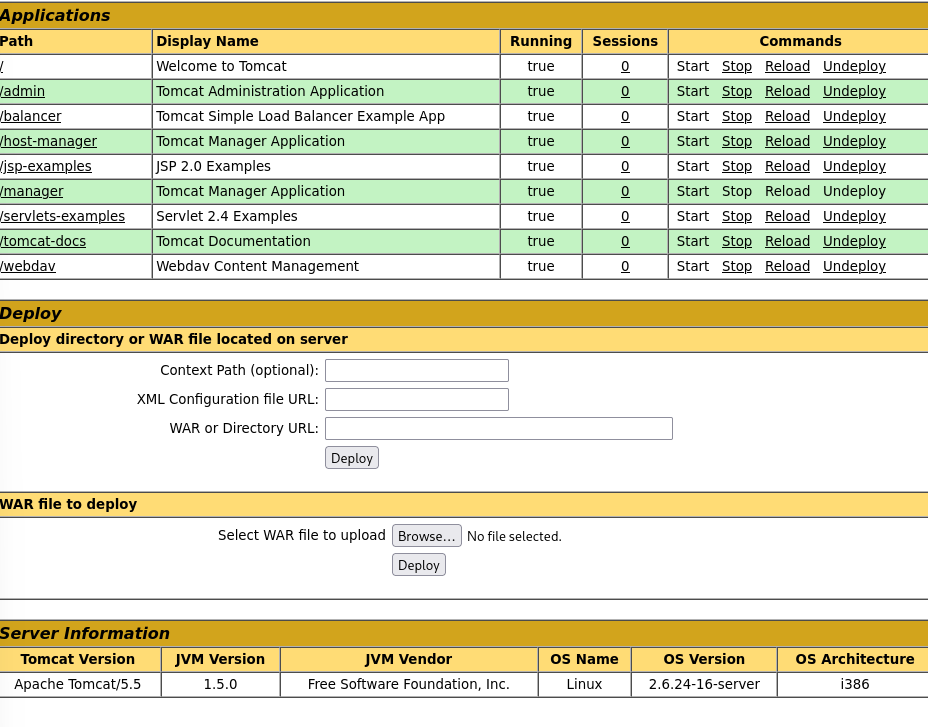 Applications
Path Display Name Running Sessions Commands
/ Welcome to Tomcat true 0 Start Stop Reload Undeploy
/admin Tomcat Administration Application true 0 Start Stop Reload Undeploy
/balancer Tomcat Simple Load Balancer Example App true 0 Start Stop Reload Undeploy
/host-manager Tomcat Manager Application true 0 Start Stop Reload Undeploy
/jsp-examples JSP 2.0 Examples true 0 Start Stop Reload Undeploy
/manager Tomcat Manager Application true 0 Start Stop Reload Undeploy
/servlets-examples Servlet 2.4 Examples true 0 Start Stop Reload Undeploy
/tomcat-docs Tomcat Documentation true 0 Start Stop Reload Undeploy
/webdav Webdav Content Management true 0 Start Stop Reload Undeploy
Deploy
Deploy directory or WAR file located on server
Context Path (optional):
XML Configuration file URL:
WAR or Directory URL:
Deploy
WAR file to deploy
Select WAR file to upload Browse... No file selected.
Deploy
Server Information
Tomcat Version JVM Version JVM Vendor OS Name OS Version OS Architecture
Apache Tomcat/5.5 1.5.0 Free Software Foundation, Inc. Linux 2.6.24-16-server i386